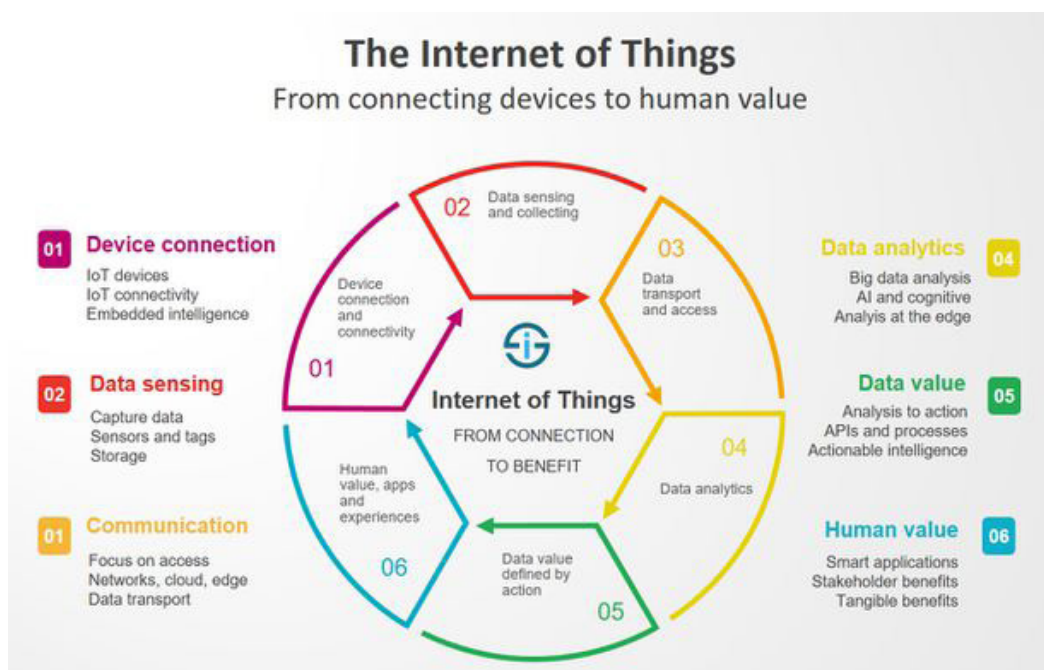 The Internet of Things
From connecting devices to human value
01
Device connection
IoT devices
IoT connectivity
Embedded intelligence
02
Data sensing
Capture data
Sensors and tags
Storage
01
Communication
Focus on access
Networks, cloud, edge
Data transport
01
Device
connection
and
connectivity
02
Data sensing
and collecting
03
Data
transport
and access
04
Data analytics
05
Data value
defined by
action
06
Human
value, apps
and
experiences
SiG
Internet of Things
FROM CONNECTION
TO BENEFIT
Data analytics
04
Big data analysis
AI and cognitive
Analyis at the edge
Data value
05
Analysis to action
APIs and processes
Actionable intelligence
Human value
06
Smart applications
Stakeholder benefits
Tangible benefits